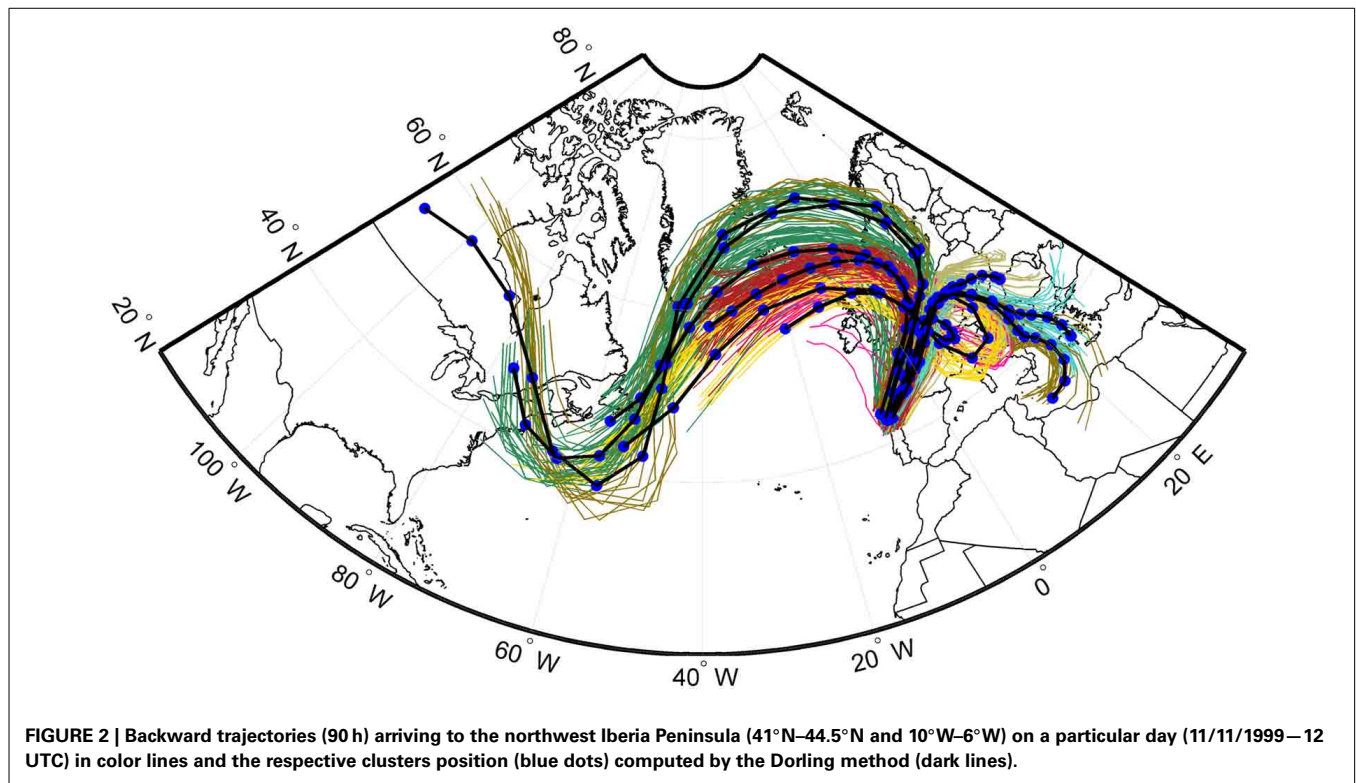 80° N
60° N
40° N
20° N
100° W
80° W
60° W
40° W
20° W
0°
20° E
FIGURE 2 | Backward trajectories (90 h) arriving to the northwest Iberia Peninsula (41°N–44.5°N and 10°W–6°W) on a particular day (11/11/1999—12
UTC) in color lines and the respective clusters position (blue dots) computed by the Dorling method (dark lines).